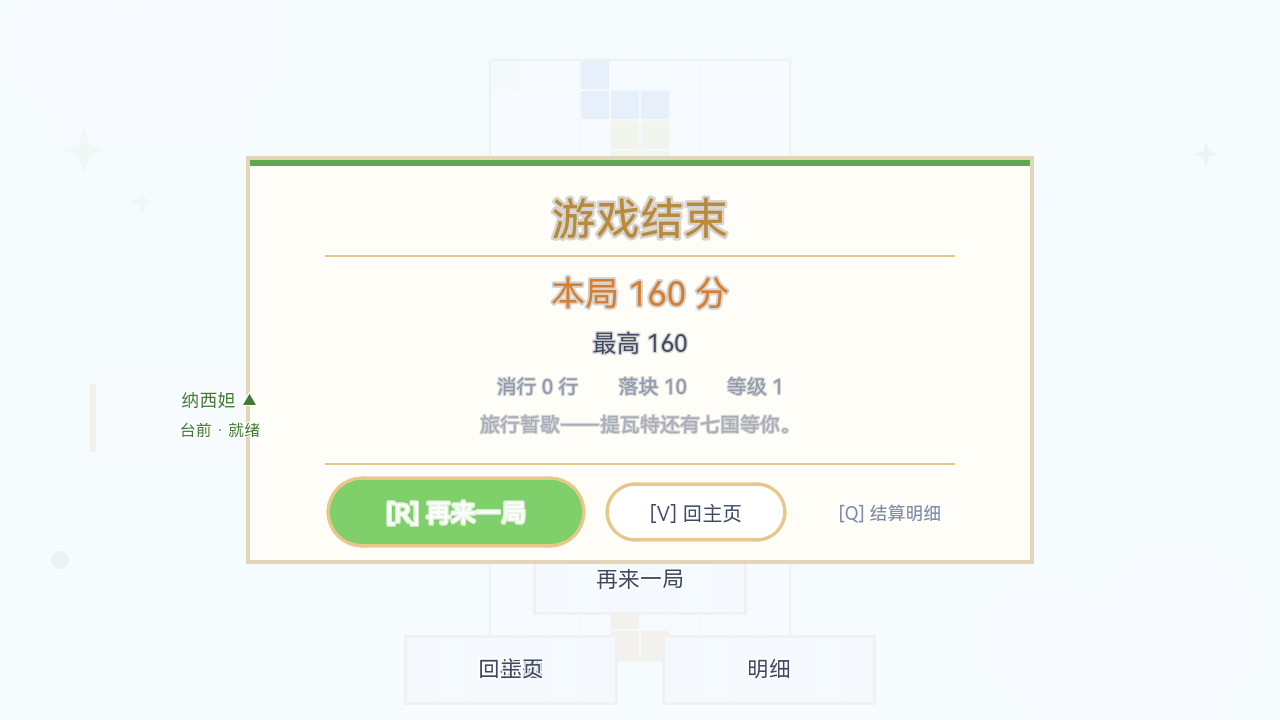 游戏结束
本局 160 分
最高 160
消行 0 行 落块 10 等级 1
纳西妲 ▲
台前 · 就绪
旅行暂歇——提瓦特还有七国等你。
[R] 再来一局 [V] 回主页 [Q] 结算明细
再来一局
回主页 明细